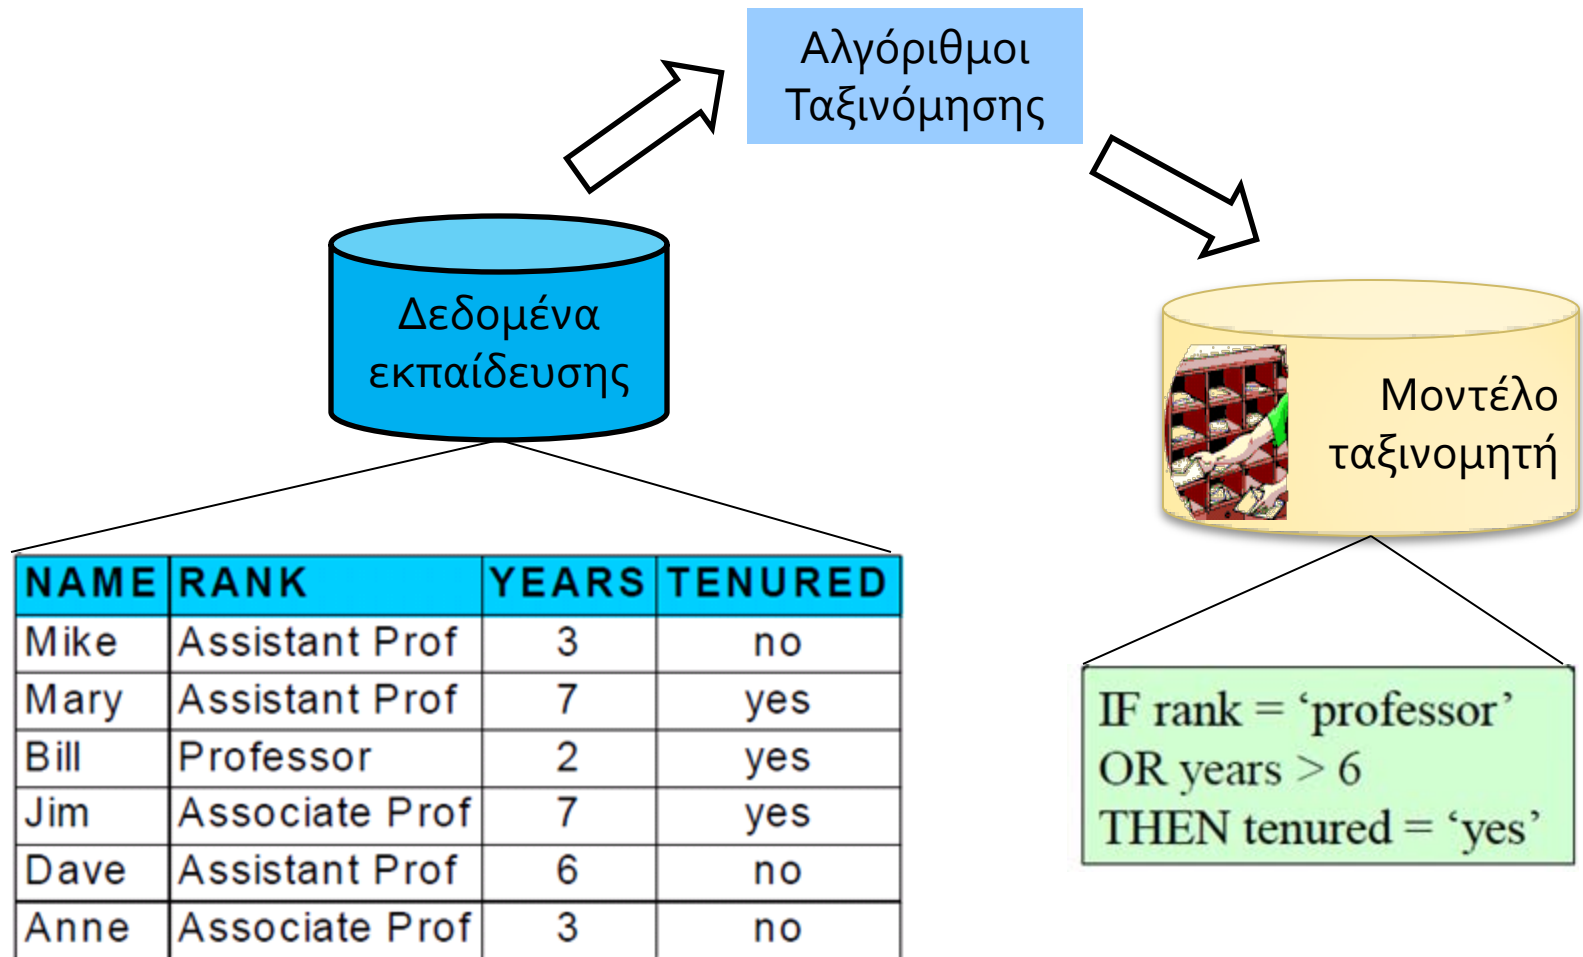 Αλγόριθμοι
Ταξινόμησης
Δεδομένα
εκπαίδευσης
Μοντέλο
ταξινομητή
NAME RANK YEARS TENURED
Mike Assistant Prof 3 no
Mary Assistant Prof 7 yes
Bill Professor 2 yes
Jim Associate Prof 7 yes
Dave Assistant Prof 6 no
Anne Associate Prof 3 no
IF rank = ‘professor’
OR years > 6
THEN tenured = ‘yes’